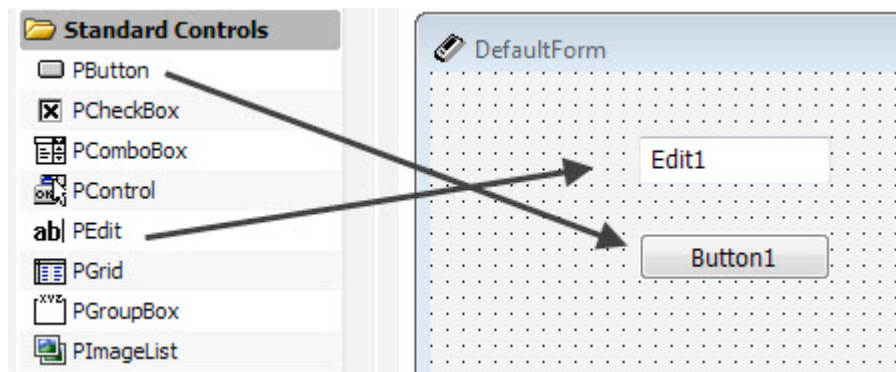 Standard Controls
PButton
PCheckBox
PComboBox
PControl
PEdit
PGrid
PGroupBox
PImageList
DefaultForm
Edit1
Button1